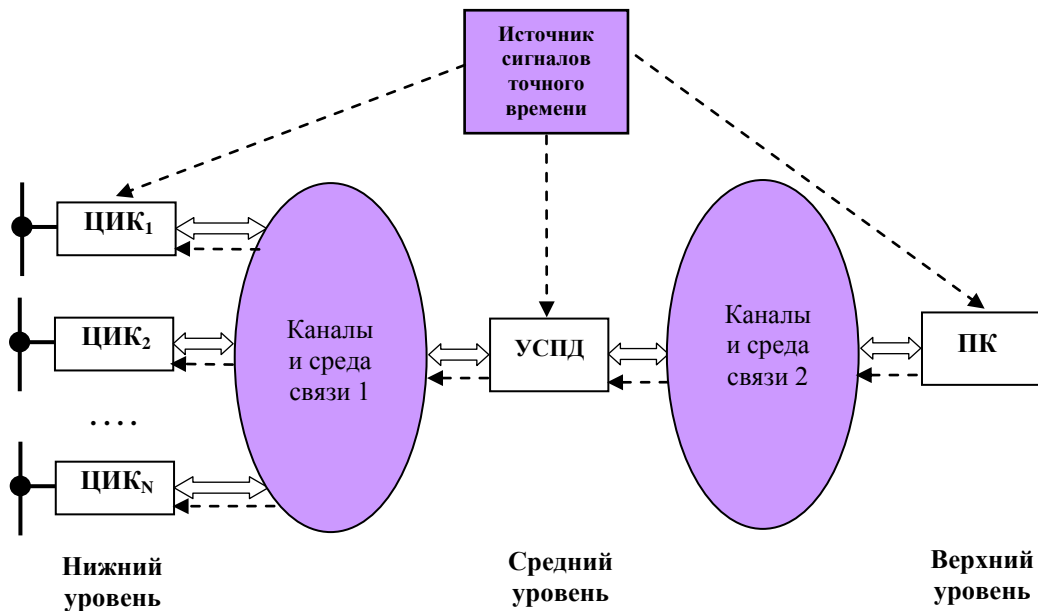 Источник
сигналов
точного
времени
ЦИК1
ЦИК2
. . . .
ЦИКN
Каналы
и среда
связи 1
УСПД
Каналы
и среда
связи 2
ПК
Нижний
уровень
Средний
уровень
Верхний
уровень